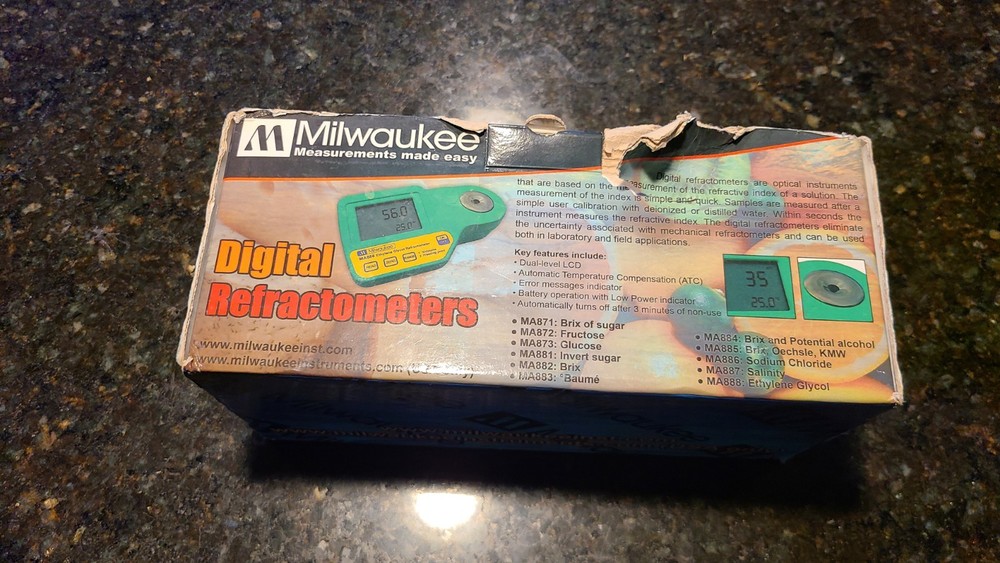 Milwaukee
Measurements made easy
Digital refractometers are optical instruments
that are based on the measurement of the refractive index of a solution. The
measurement of the index is simple and quick. Samples are measured after a
simple user calibration with deionized or distilled water. Within seconds the
instrument measures the refractive index. The digital refractometers eliminate
the uncertainty associated with mechanical refractometers and can be used
both in laboratory and field applications.
56.0
25.0
Milwaukee
Digital
Refractometers
www.milwaukeeinst.com
www.milwaukeeinstruments.com
Key features include:
• Dual-level LCD
• Automatic Temperature Compensation (ATC)
• Error messages indicator
• Battery operation with Low Power indicator
• Automatically turns off after 3 minutes of non-use
35
25.0
• MA871: Brix of sugar
• MA872: Fructose
• MA873: Glucose
• MA881: Invert sugar
• MA882: Brix
• MA883: °Baumé
• MA884: Brix and Potential alcohol
• MA885: Brix, Oechsle, KMW
• MA886: Sodium Chloride
• MA887: Salinity
• MA888: Ethylene Glycol